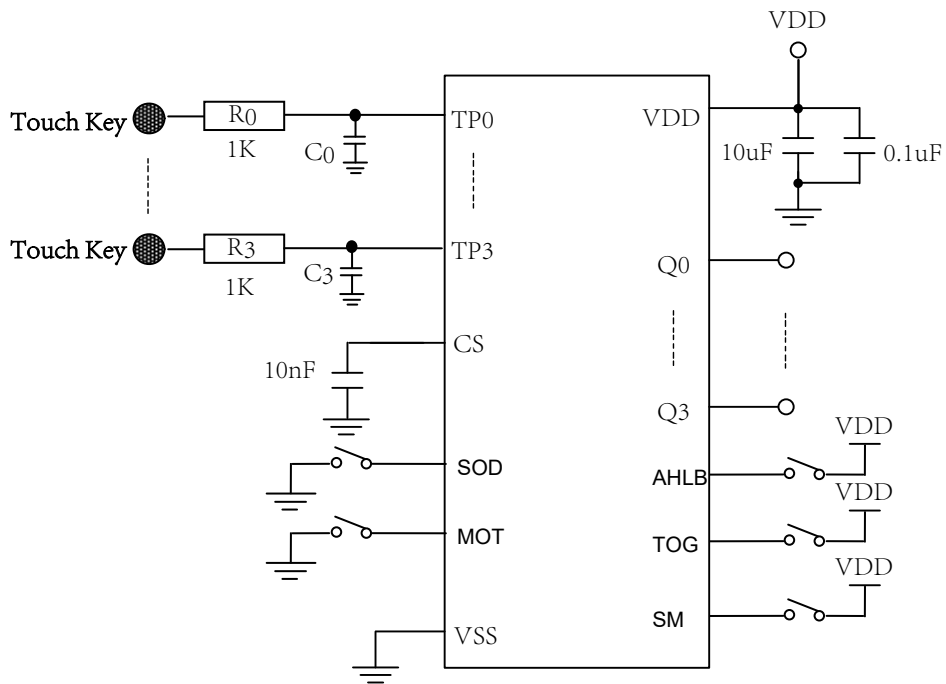 VDD
Touch Key
R0
1K
C0
TP0
VDD
10uF
0.1uF
Touch Key
R3
1K
C3
TP3
Q0
CS
10nF
Q3
VDD
SOD
AHLB
VDD
MOT
TOG
VDD
SM
VSS